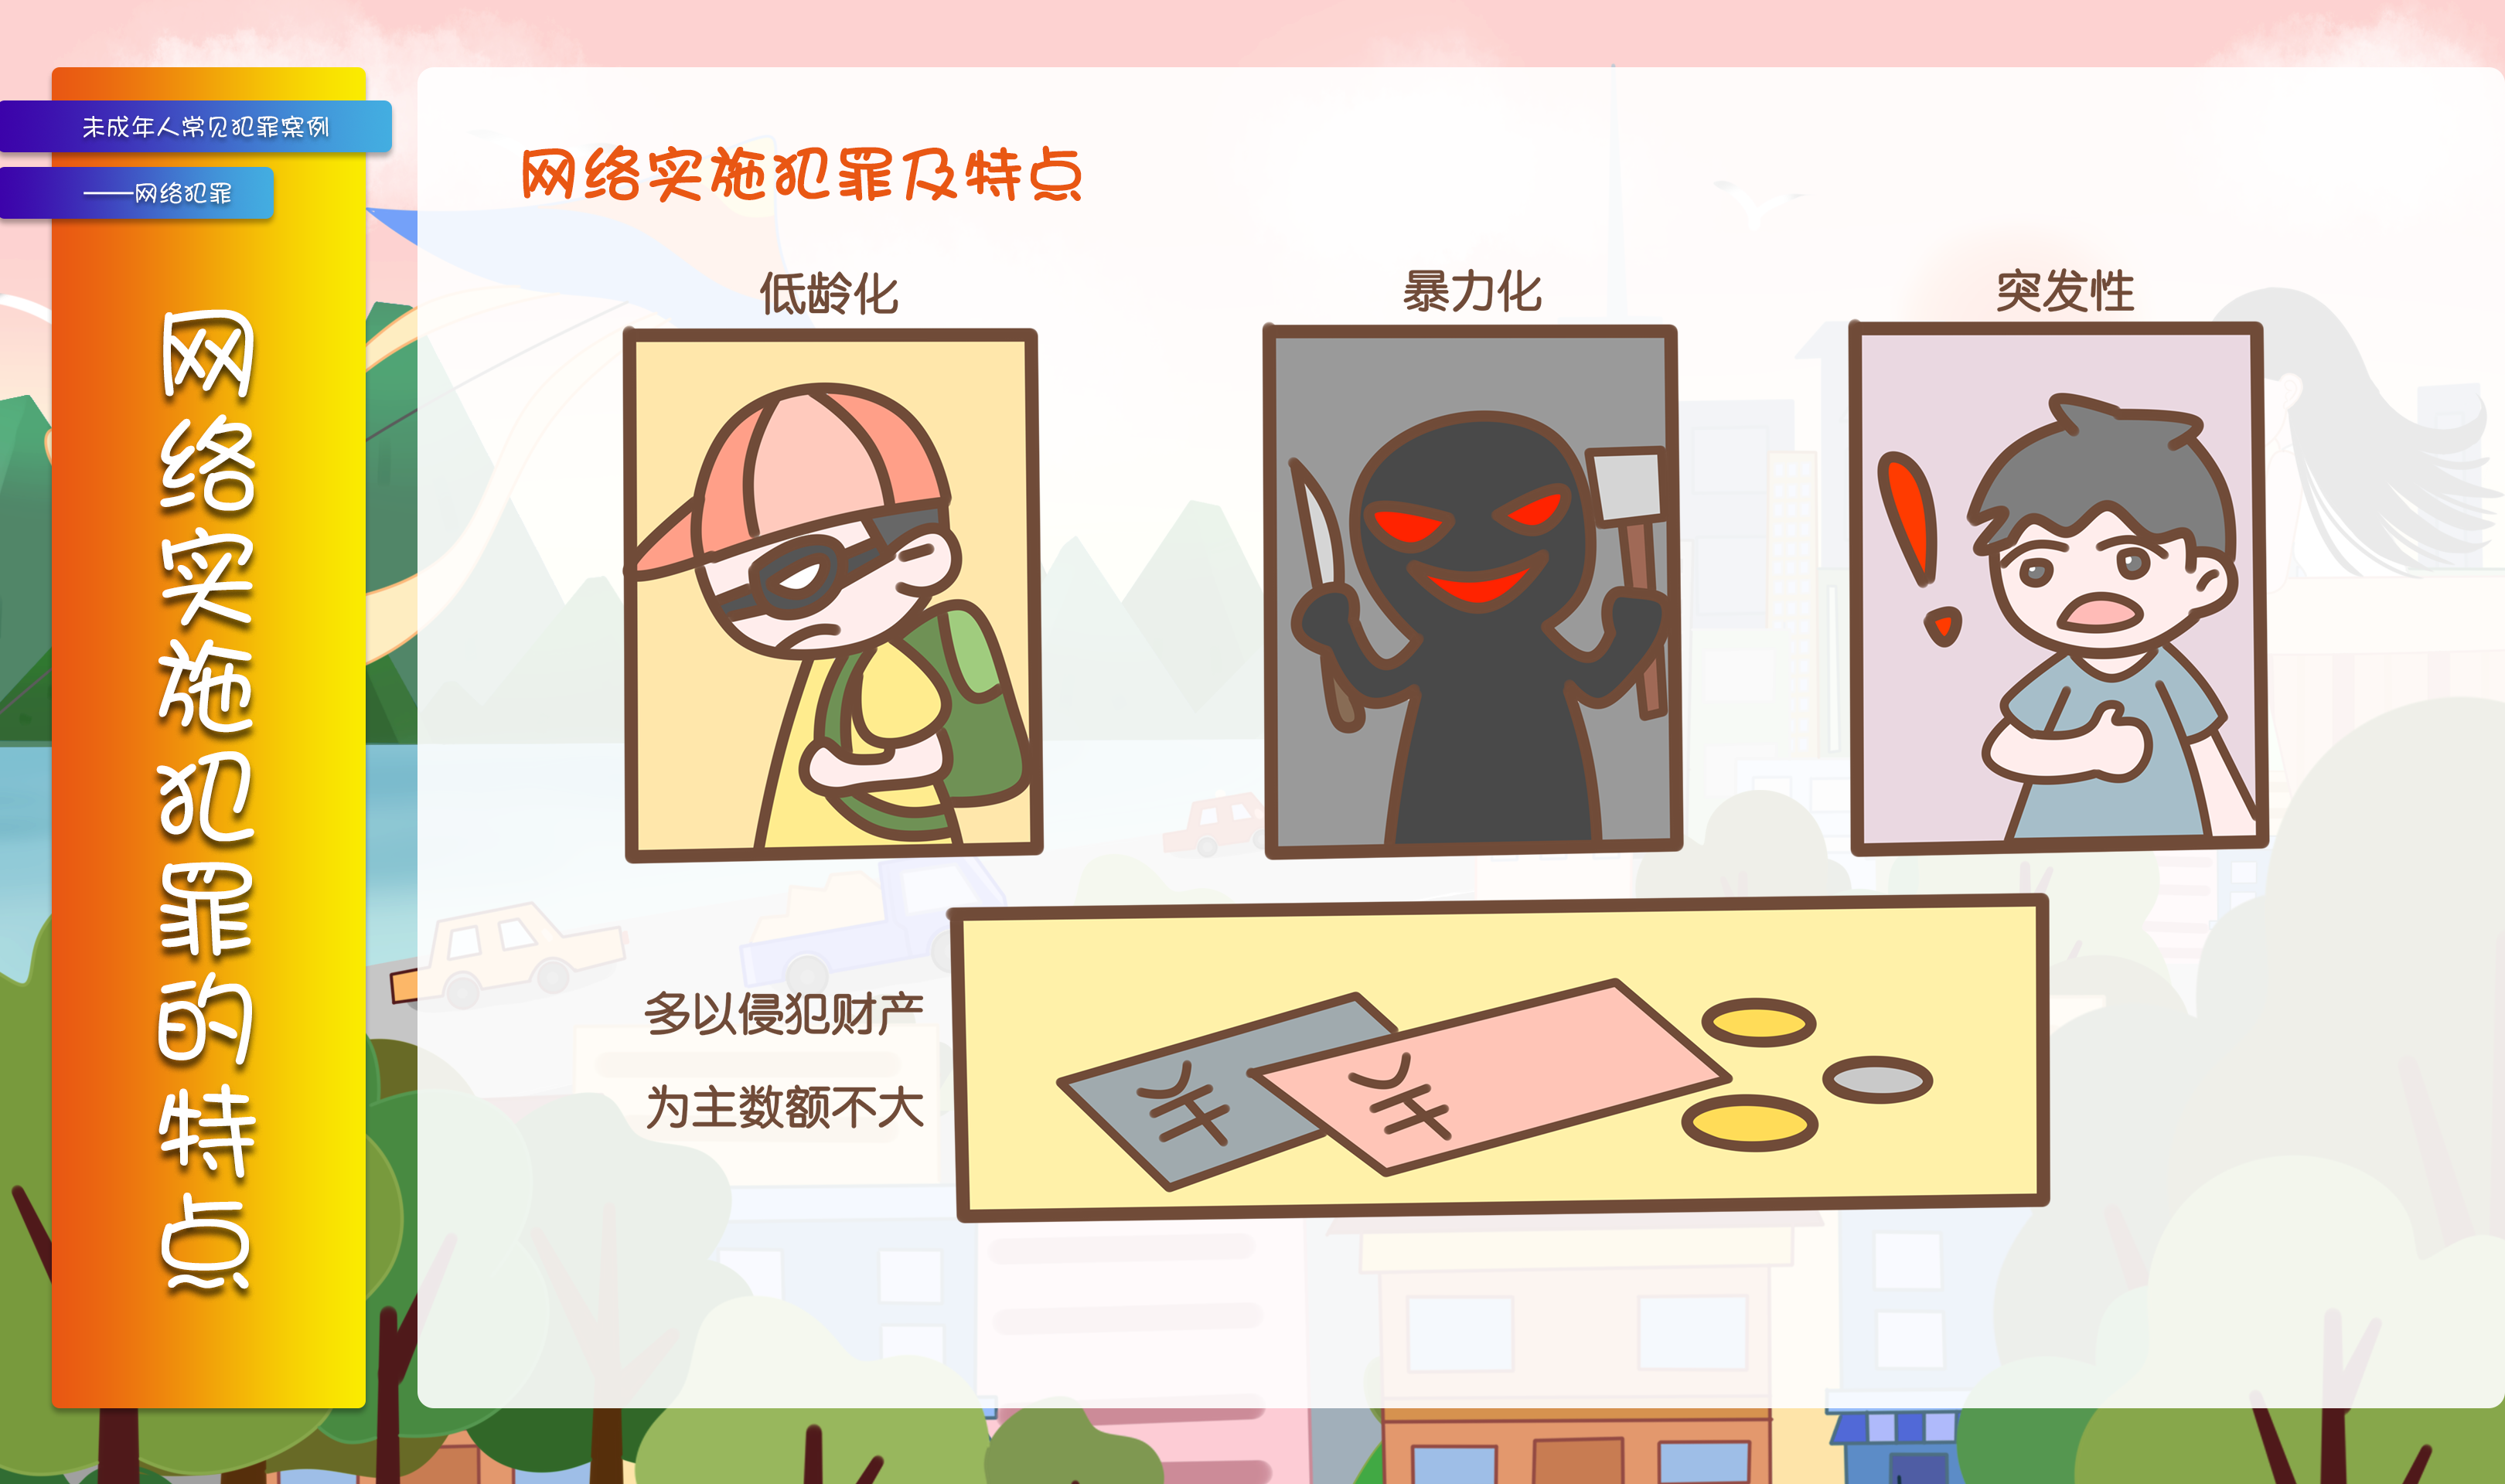 未成年人常见犯罪案例
——网络犯罪
网络实施犯罪的特点
网络实施犯罪及特点
低龄化
暴力化
突发性
多以侵犯财产
为主数额不大